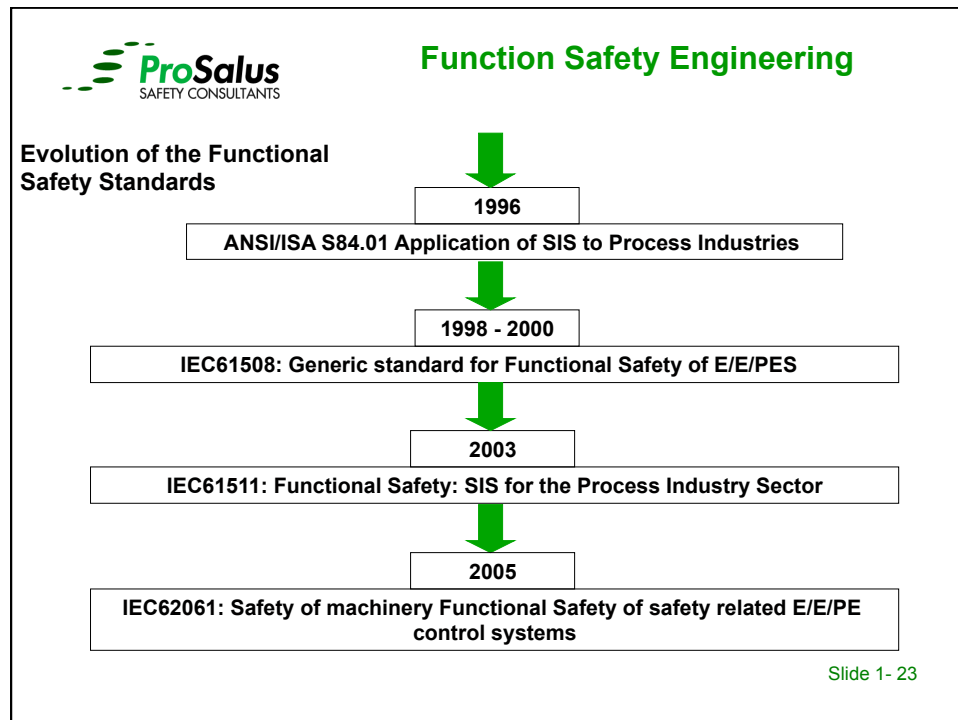 ProSalus
SAFETY CONSULTANTS
Function Safety Engineering
Evolution of the Functional
Safety Standards
1996
ANSI/ISA S84.01 Application of SIS to Process Industries
1998 - 2000
IEC61508: Generic standard for Functional Safety of E/E/PES
2003
IEC61511: Functional Safety: SIS for the Process Industry Sector
2005
IEC62061: Safety of machinery Functional Safety of safety related E/E/PE
control systems
Slide 1- 23